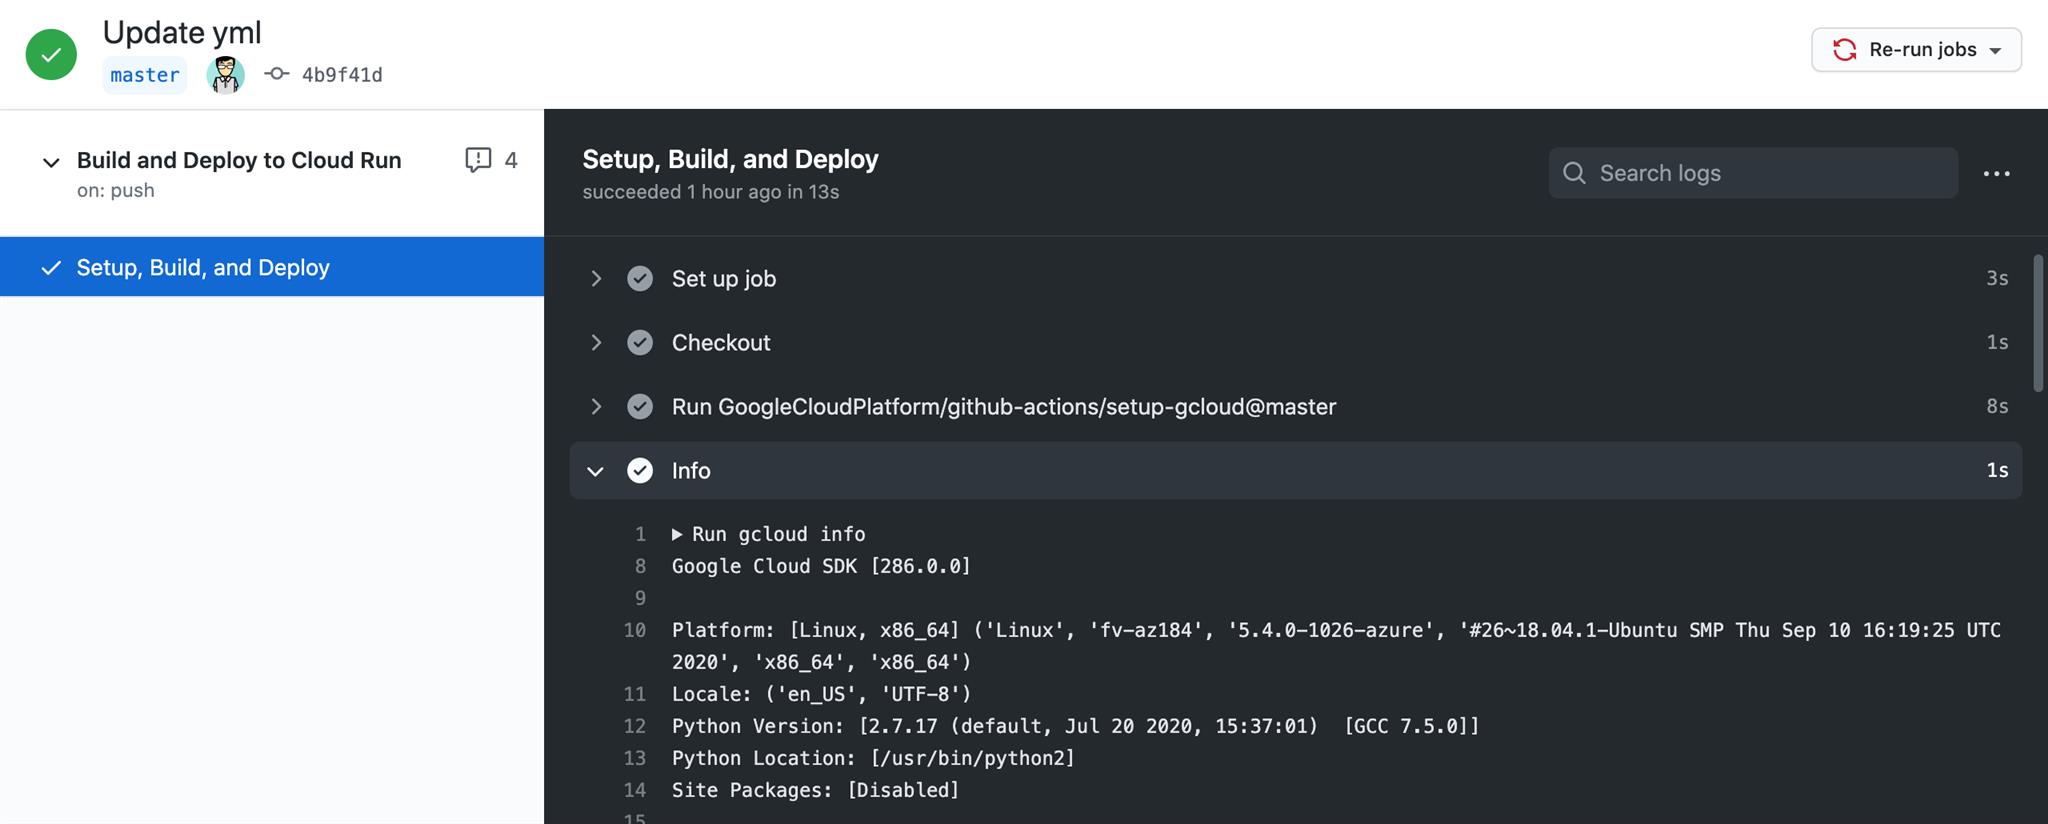 Update yml
master 4b9f41d
Re-run jobs
Build and Deploy to Cloud Run 4
on: push
Setup, Build, and Deploy
Setup, Build, and Deploy
succeeded 1 hour ago in 13s
Search logs
Set up job 3s
Checkout 1s
Run GoogleCloudPlatform/github-actions/setup-gcloud@master 8s
Info 1s
1 Run gcloud info
8 Google Cloud SDK [286.0.0]
9
10 Platform: [Linux, x86_64] ('Linux', 'fv-az184', '5.4.0-1026-azure', '#26~18.04.1-Ubuntu SMP Thu Sep 10 16:19:25 UTC
2020', 'x86_64', 'x86_64')
11 Locale: ('en_US', 'UTF-8')
12 Python Version: [2.7.17 (default, Jul 20 2020, 15:37:01)  [GCC 7.5.0]]
13 Python Location: [/usr/bin/python2]
14 Site Packages: [Disabled]
15